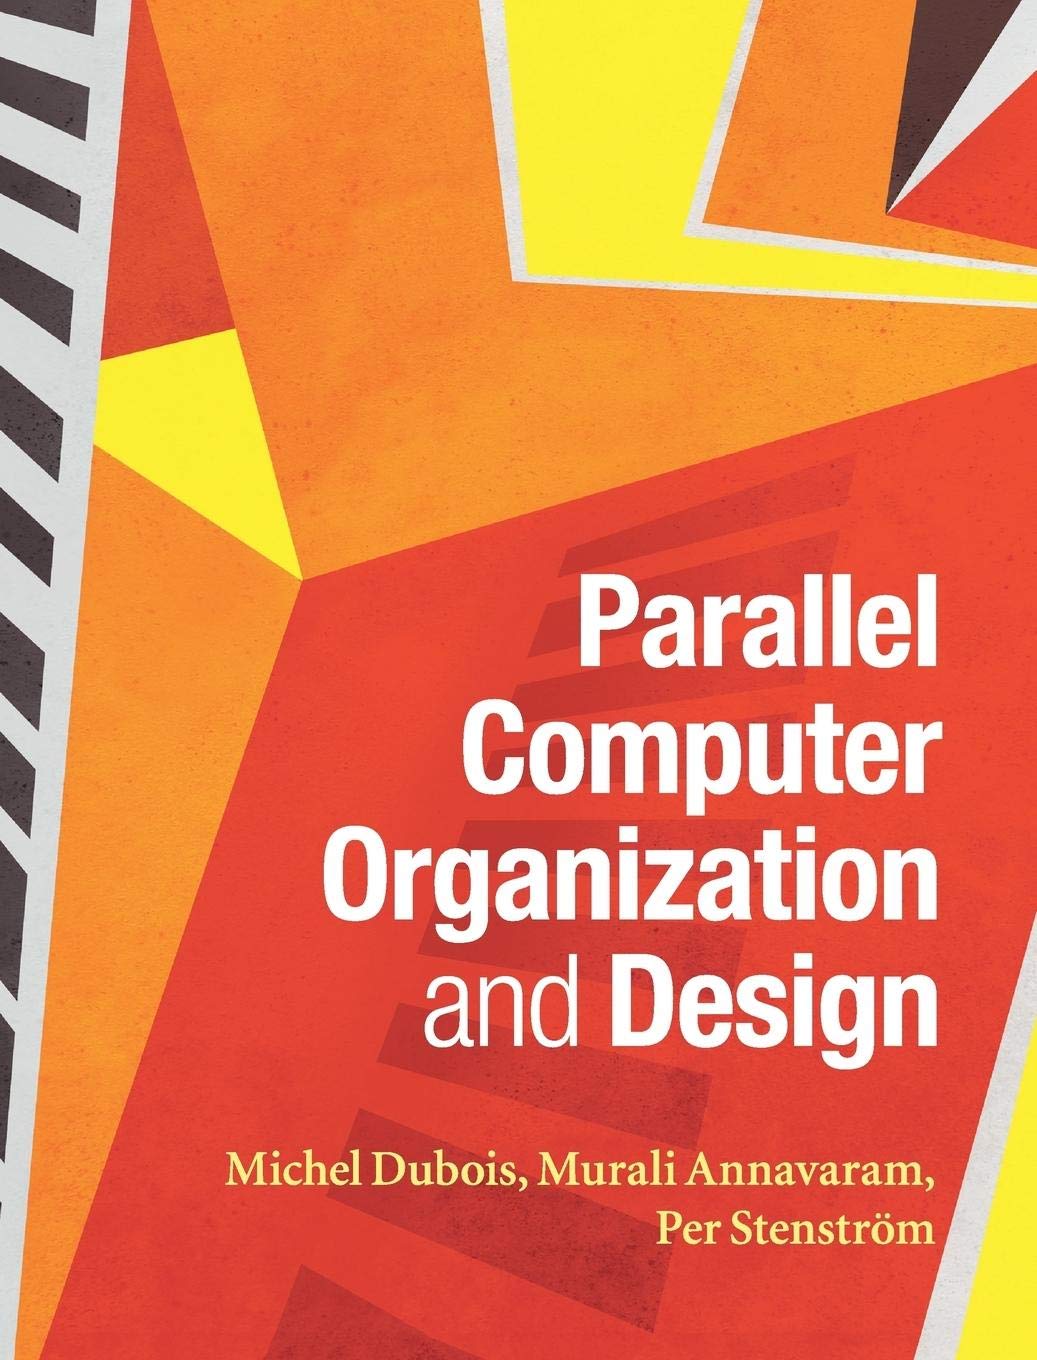 Parallel
Computer
Organization
and Design
Michel Dubois, Murali Annavaram,
Per Stenström